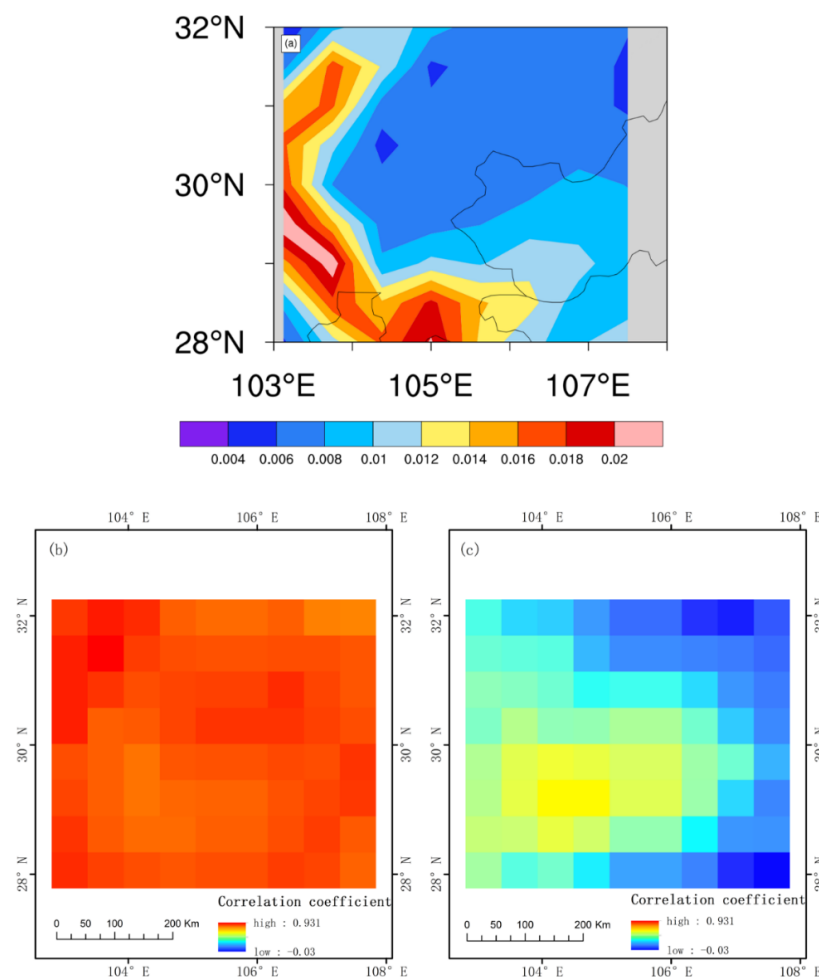 32°N
(a)
30°N
28°N
103°E 105°E 107°E
0.004 0.006 0.008 0.01 0.012 0.014 0.016 0.018 0.02
104° E 106° E 108° E
(b)
32° N
30° N
28° N
Correlation coefficient
high : 0.931
low : -0.03
0 50 100 200 Km
104° E 106° E 108° E
104° E 106° E 108° E
(c)
32° N
30° N
28° N
32° N
30° N
28° N
Correlation coefficient
high : 0.931
low : -0.03
0 50 100 200 Km
104° E 106° E 108° E